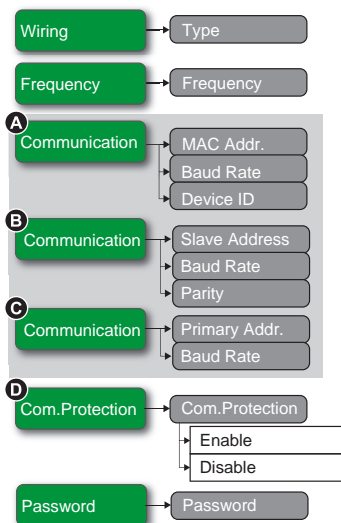 Wiring
Type
Frequency
Frequency
A
Communication
MAC Addr.
Baud Rate
Device ID
B
Communication
Slave Address
Baud Rate
Parity
C
Communication
Primary Addr.
Baud Rate
D
Com.Protection
Com.Protection
Enable
Disable
Password
Password